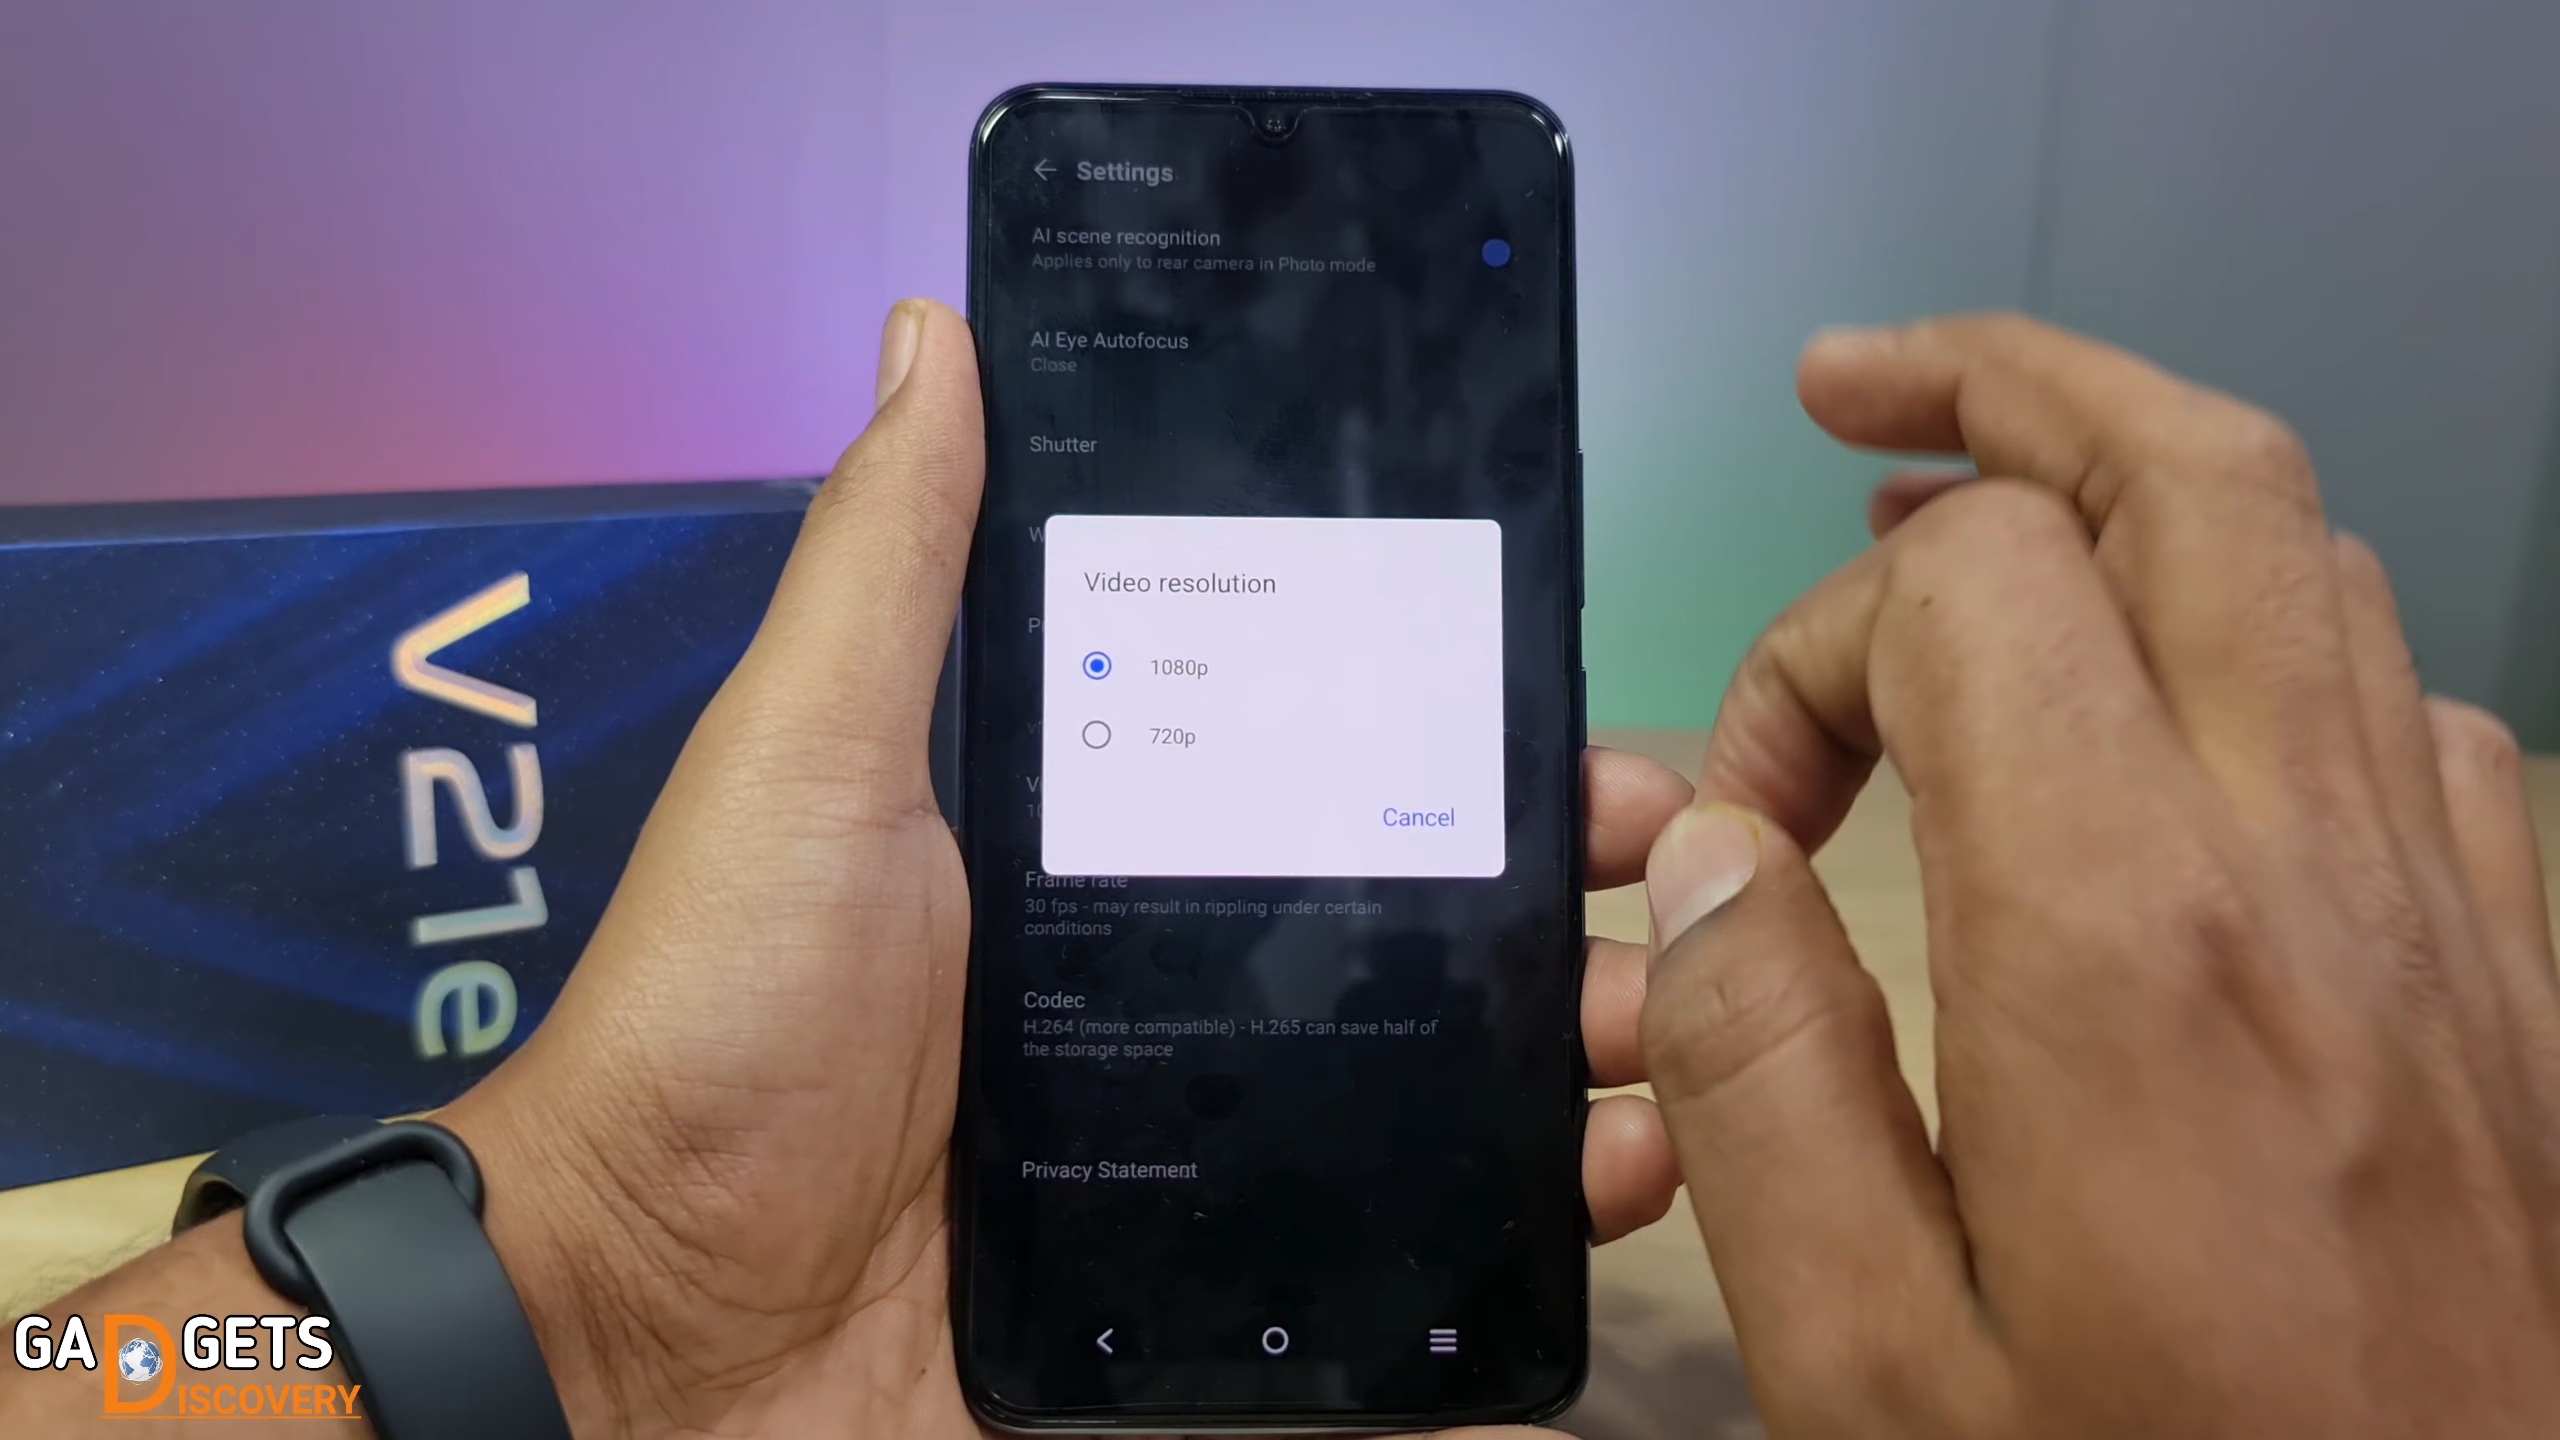 Settings
AI scene recognition
Applies only to rear camera in Photo mode
AI Eye Autofocus
Close
Shutter
Video resolution
1080p
720p
Cancel
Frame rate
30 fps - may result in rippling under certain
conditions
Codec
H.264 (more compatible) - H.265 can save half of
the storage space
Privacy Statement
V21e
GADGETS
DISCOVERY